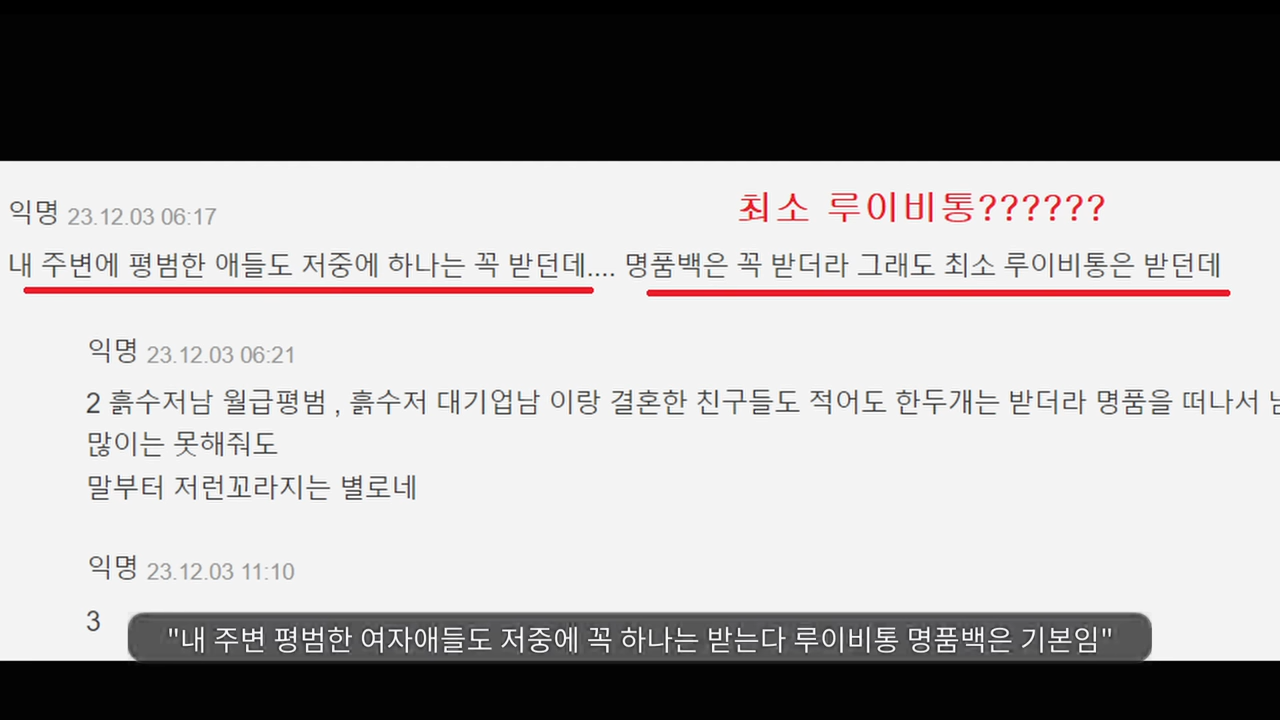 최소 루이비통??????
익명 23.12.03 06:17
내 주변에 평범한 애들도 저중에 하나는 꼭 받던데.... 명품백은 꼭 받더라 그래도 최소 루이비통은 받던데
익명 23.12.03 06:21
2 흙수저남 월급평범 , 흙수저 대기업남 이랑 결혼한 친구들도 적어도 한두개는 받더라 명품을 떠나서
많이는 못해줘도
말부터 저런꼬라지는 별로네
익명 23.12.03 11:10
3
"내 주변 평범한 여자애들도 저중에 꼭 하나는 받는다 루이비통 명품백은 기본임"